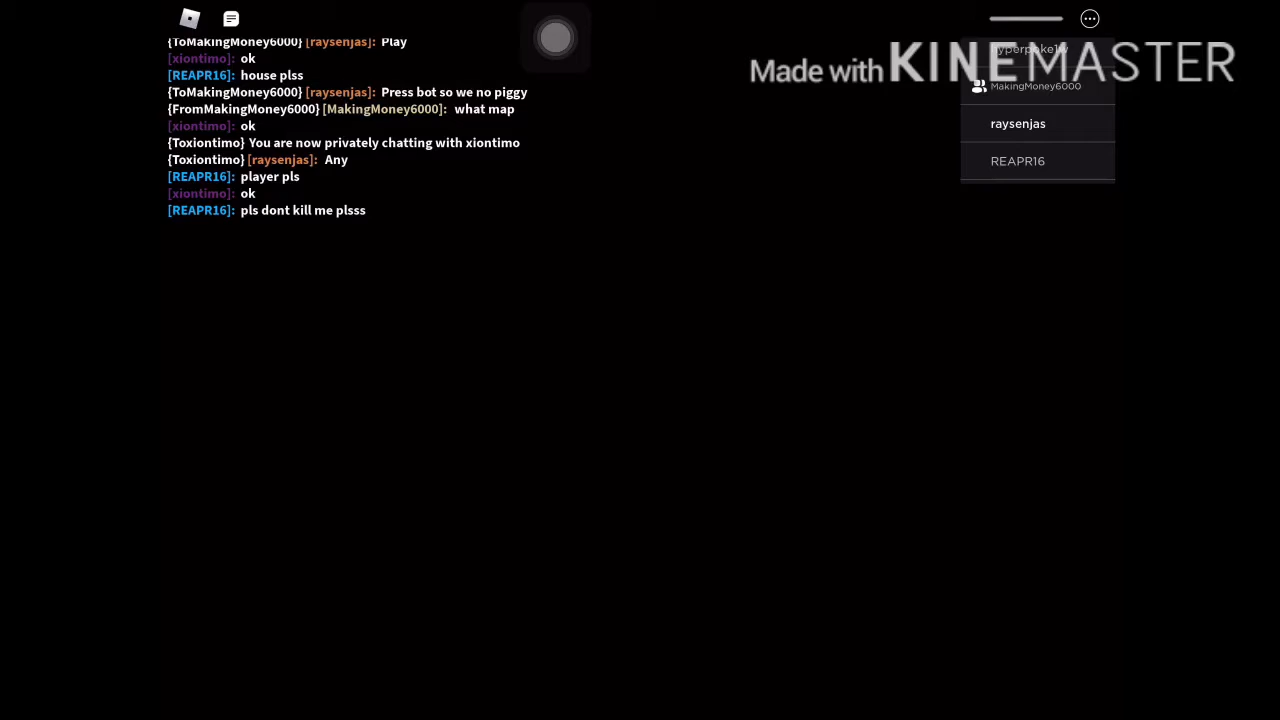 {ToMakingMoney6000} [raysenjas]: Play
[xiontimo]: ok
[REAPR16]: house plss
{ToMakingMoney6000} [raysenjas]: Press bot so we no piggy
{FromMakingMoney6000} [MakingMoney6000]: what map
[xiontimo]: ok
{Toxiontimo} You are now privately chatting with xiontimo
{Toxiontimo} [raysenjas]: Any
[REAPR16]: player pls
[xiontimo]: ok
[REAPR16]: pls dont kill me plsss
Made with KINEMASTER
MakingMoney6000
raysenjas
REAPR16